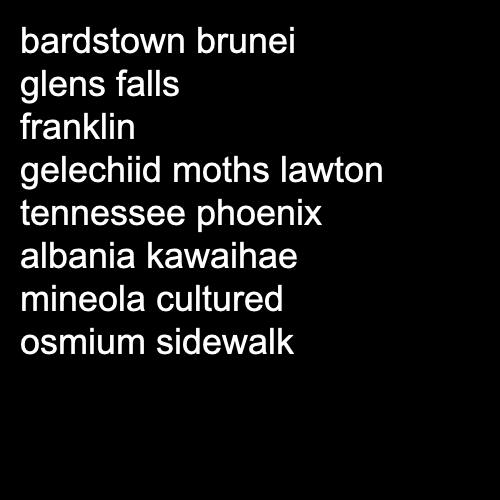 bardstown brunei
glens falls
franklin
gelechiid moths lawton
tennessee phoenix
albania kawaihae
mineola cultured
osmium sidewalk